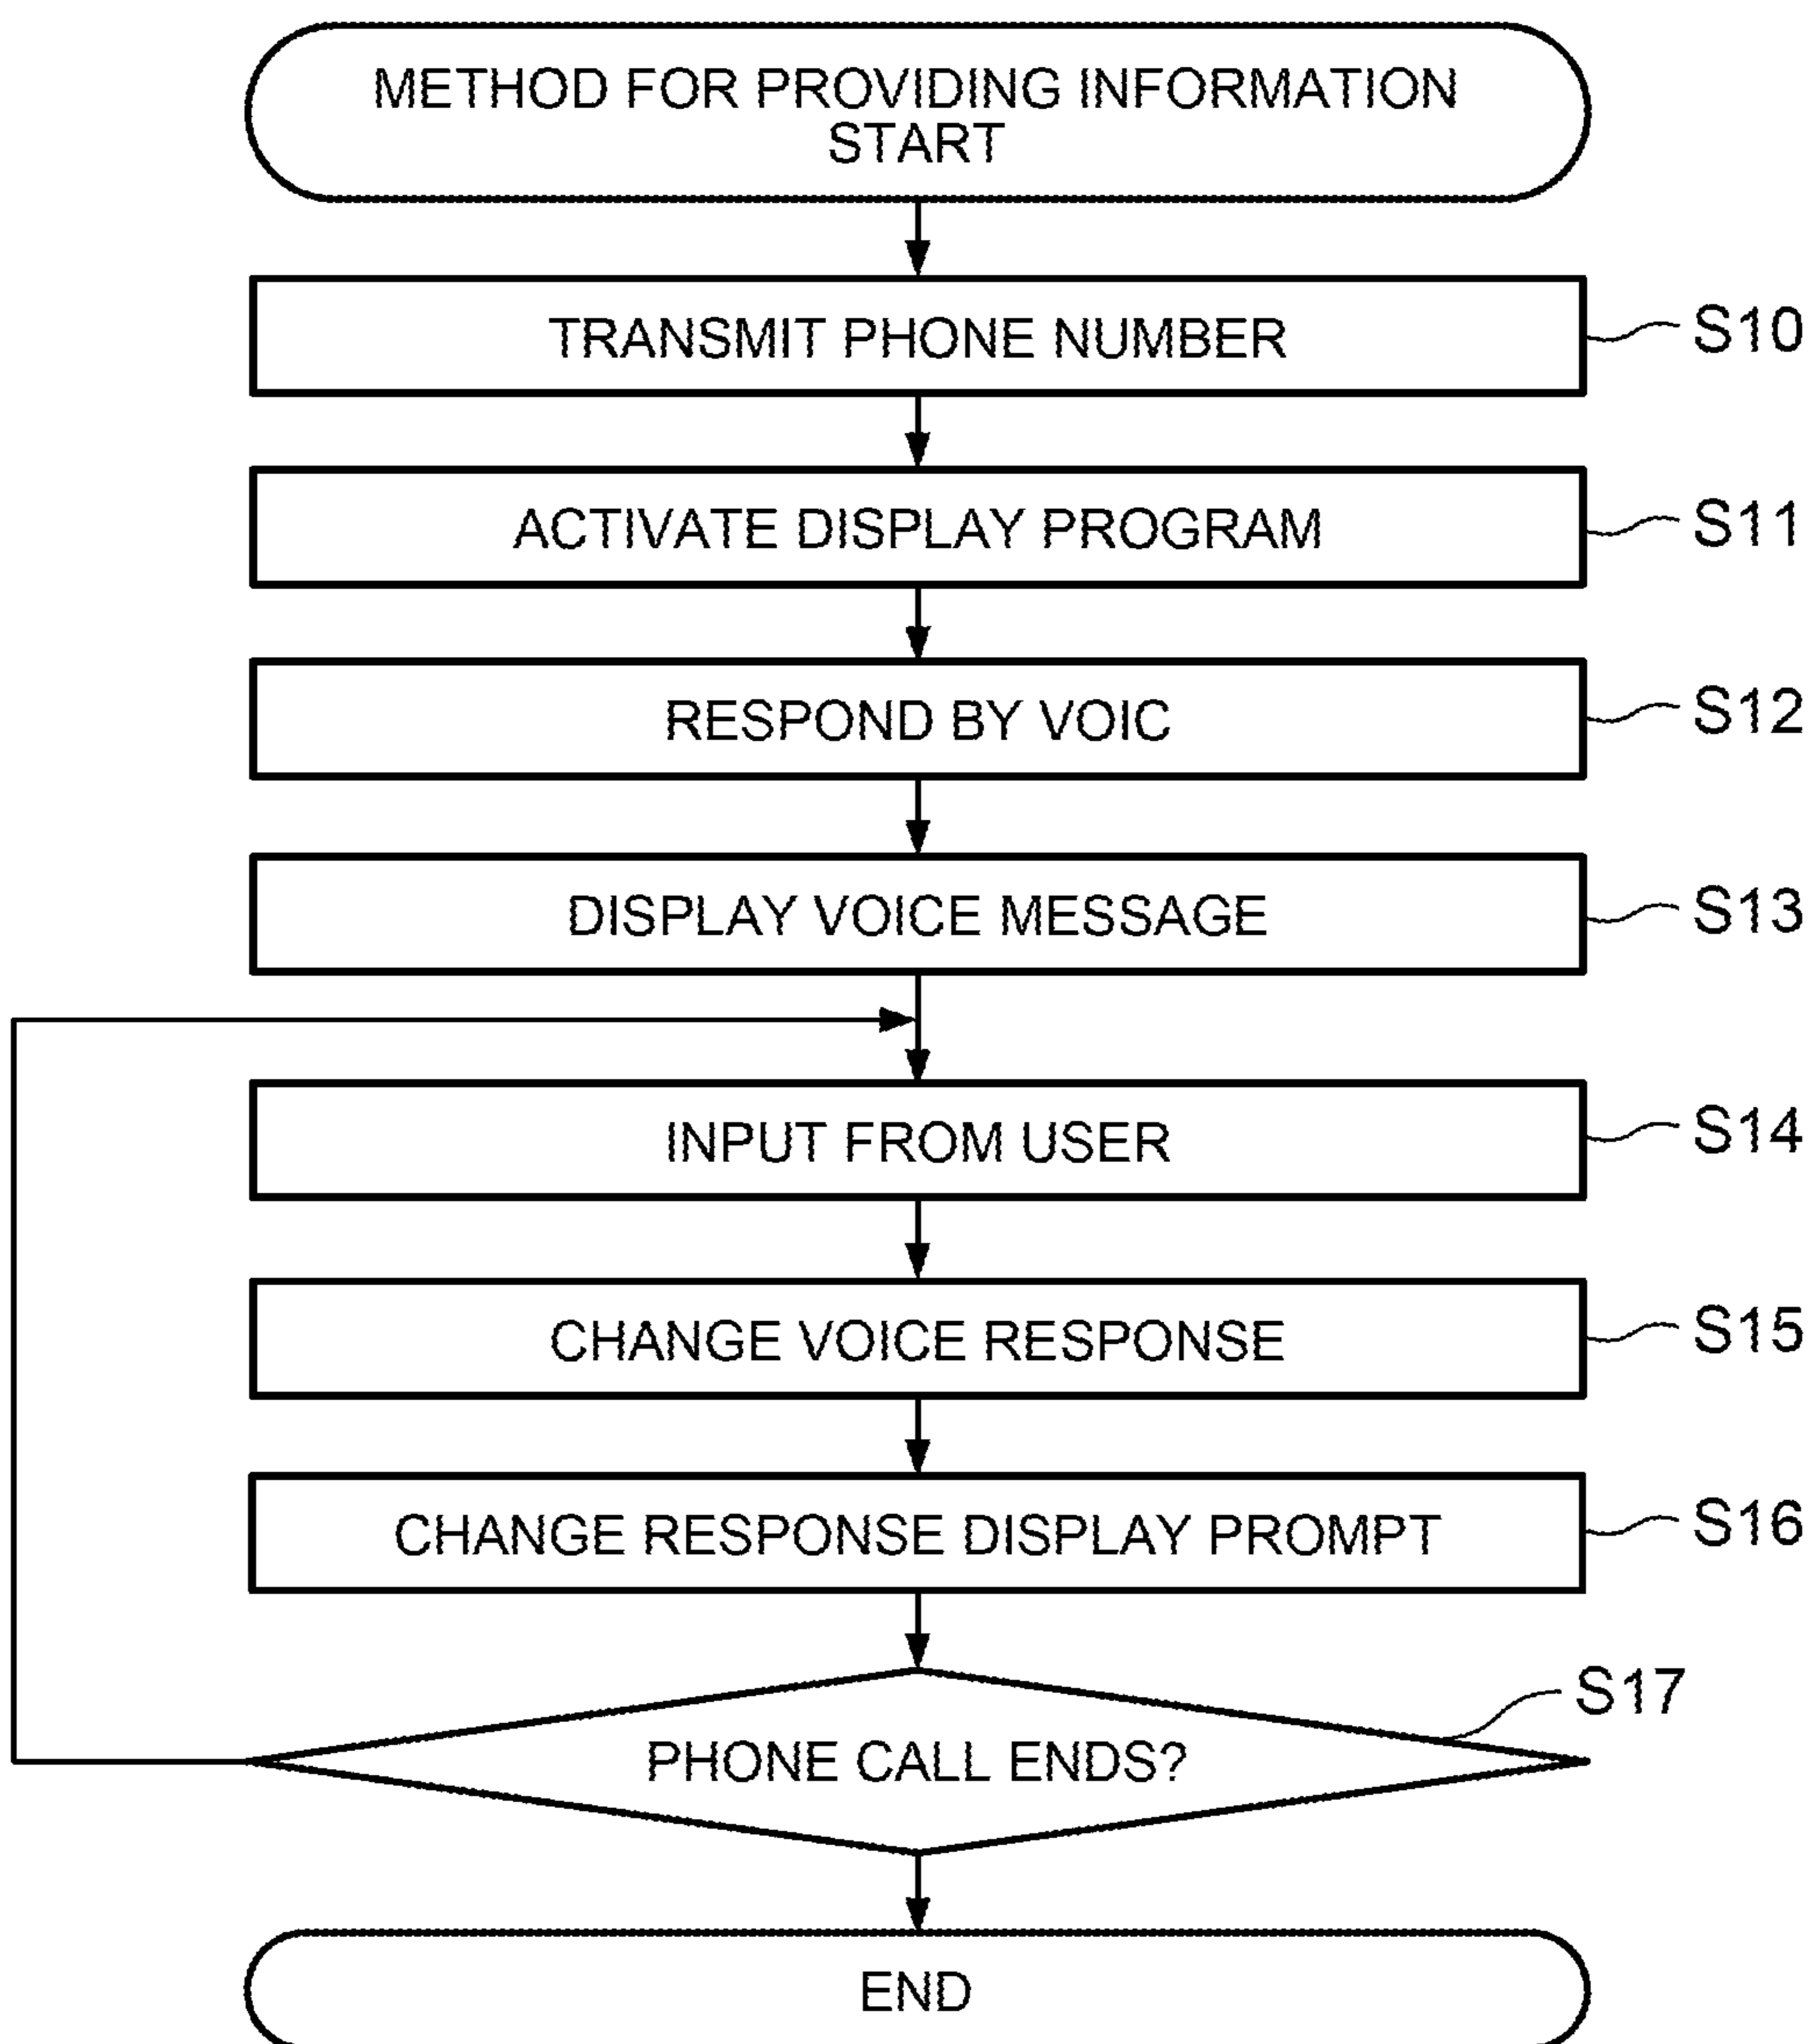 METHOD FOR PROVIDING INFORMATION
START
TRANSMIT PHONE NUMBER
S10
ACTIVATE DISPLAY PROGRAM
S11
RESPOND BY VOIC
S12
DISPLAY VOICE MESSAGE
S13
INPUT FROM USER
S14
CHANGE VOICE RESPONSE
S15
CHANGE RESPONSE DISPLAY PROMPT
S16
S17
PHONE CALL ENDS?
END